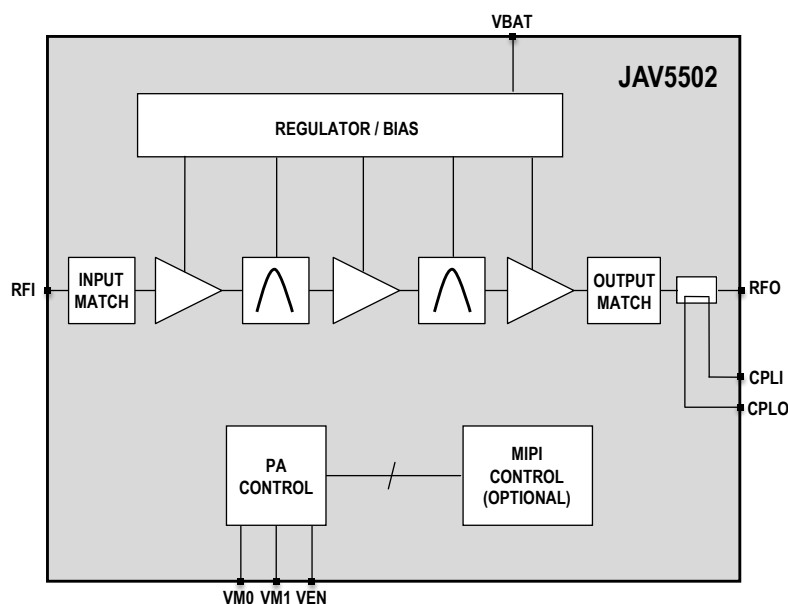 VBAT
JAV5502
REGULATOR / BIAS
RFI
INPUT
MATCH
OUTPUT
MATCH
RFO
CPLI
CPLO
PA
CONTROL
MIPI
CONTROL
(OPTIONAL)
VM0 VM1 VEN